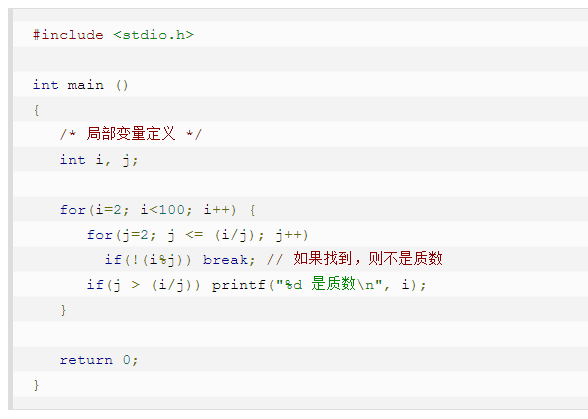 #include <stdio.h>
int main ()
{
/* 局部变量定义 */
int i, j;
for(i=2; i<100; i++) {
for(j=2; j <= (i/j); j++)
if(!(i%j)) break; // 如果找到，则不是质数
if(j > (i/j)) printf("%d 是质数\n", i);
}
return 0;
}